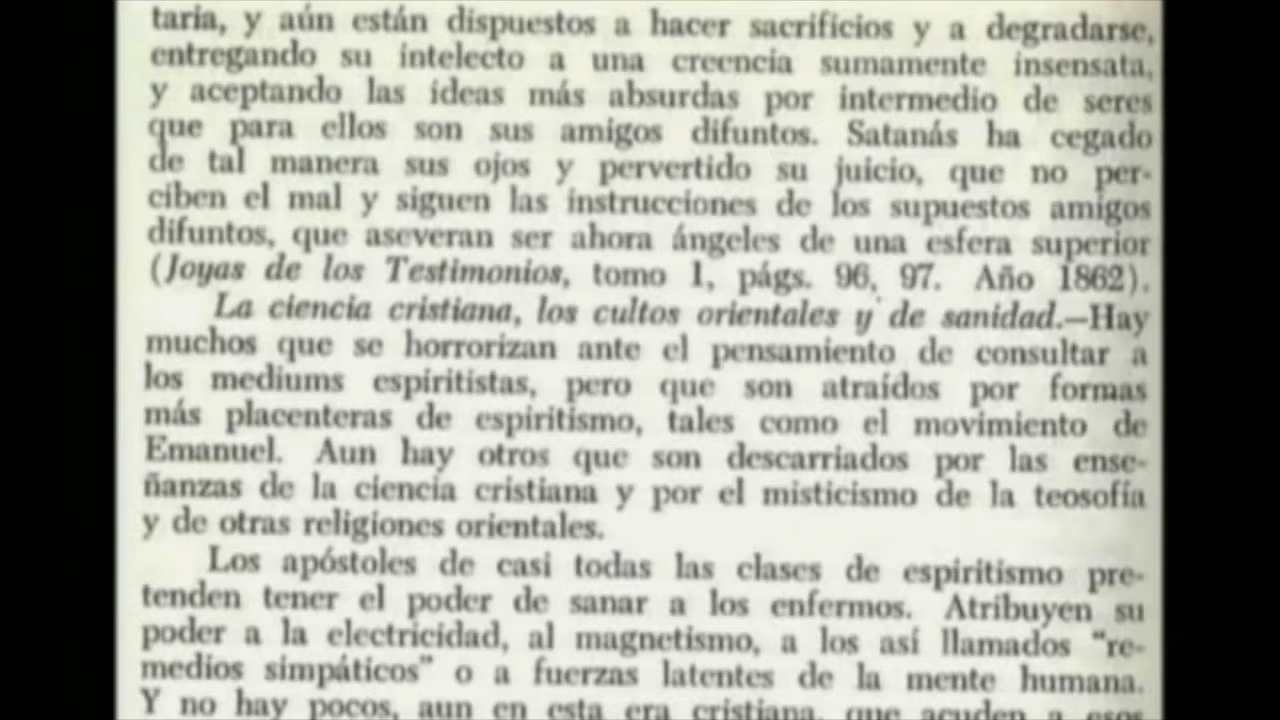 taria, y aún están dispuestos a hacer sacrificios y a degradarse,
entregando su intelecto a una creencia sumamente insensata,
y aceptando las ideas más absurdas por intermedio de seres
que para ellos son sus amigos difuntos. Satanás ha cegado
de tal manera sus ojos y pervertido su juicio, que no per-
ciben el mal y siguen las instrucciones de los supuestos amigos
difuntos, que aseveran ser ahora ángeles de una esfera superior
(Joyas de los Testimonios, tomo 1, págs. 96, 97. Año 1862).
La ciencia cristiana, los cultos orientales y de sanidad.—Hay
muchos que se horrorizan ante el pensamiento de consultar a
los mediums espiritistas, pero que son atraídos por formas
más placenteras de espiritismo, tales como el movimiento de
Emanuel. Aun hay otros que son descarriados por las ense-
ñanzas de la ciencia cristiana y por el misticismo de la teosofía
y de otras religiones orientales.
Los apóstoles de casi todas las clases de espiritismo pre-
tenden tener el poder de sanar a los enfermos. Atribuyen su
poder a la electricidad, al magnetismo, a los así llamados "re-
medios simpáticos" o a fuerzas latentes de la mente humana.
Y no hay pocos, aun en esta era cristiana, que acuden a esos